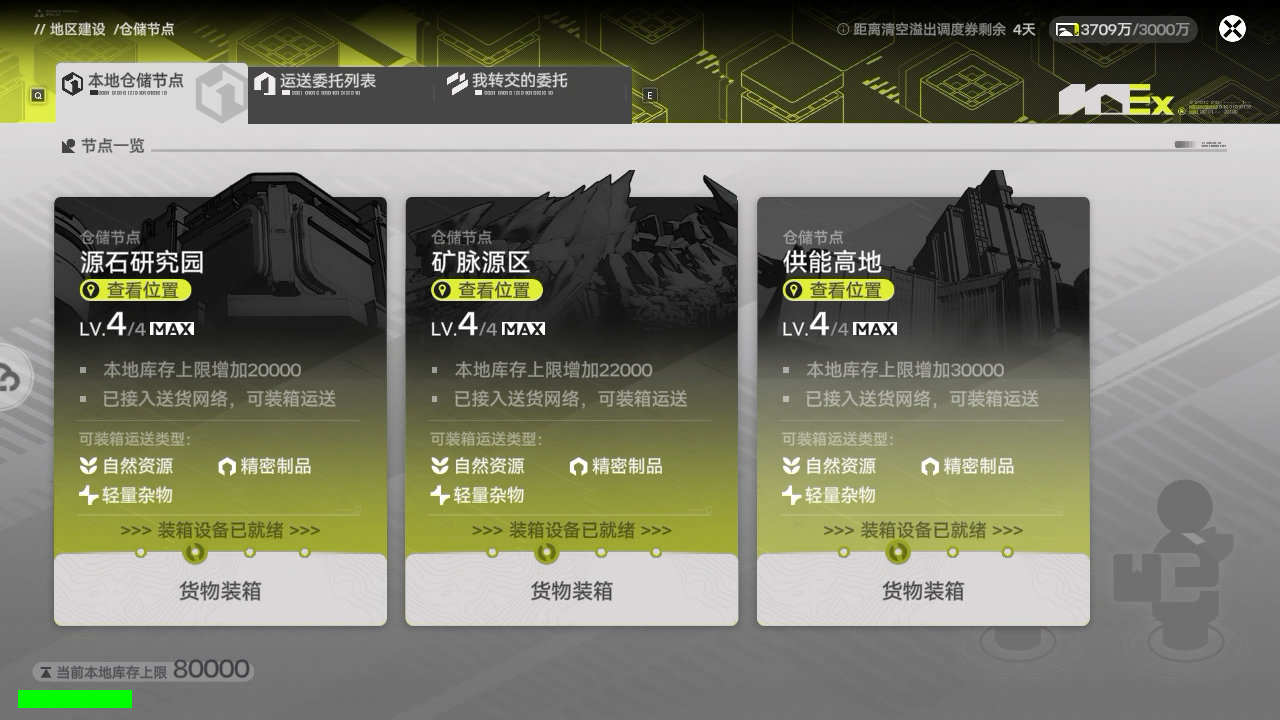 // 地区建设 /仓储节点
距离清空溢出调度券剩余 4天
3709万/3000万
Q
本地仓储节点
运送委托列表
我转交的委托
E
MEx
节点一览
仓储节点
源石研究园
查看位置
LV.4/4 MAX
本地库存上限增加20000
已接入送货网络，可装箱运送
可装箱运送类型：
自然资源
精密制品
轻量杂物
>>> 装箱设备已就绪 >>>
货物装箱
仓储节点
矿脉源区
查看位置
LV.4/4 MAX
本地库存上限增加22000
已接入送货网络，可装箱运送
可装箱运送类型：
自然资源
精密制品
轻量杂物
>>> 装箱设备已就绪 >>>
货物装箱
仓储节点
供能高地
查看位置
LV.4/4 MAX
本地库存上限增加30000
已接入送货网络，可装箱运送
可装箱运送类型：
自然资源
精密制品
轻量杂物
>>> 装箱设备已就绪 >>>
货物装箱
当前本地库存上限 80000